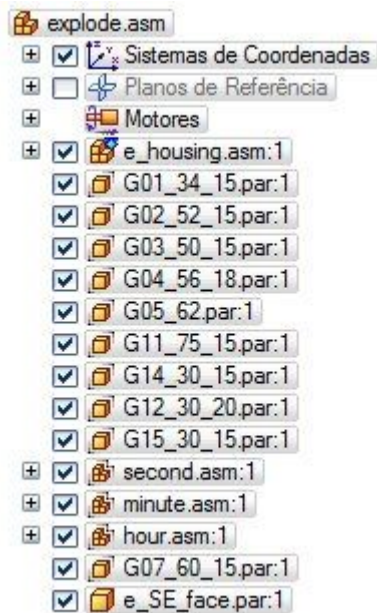 explode.asm
Sistemas de Coordenadas
Planos de Referência
Motores
e_housing.asm:1
G01_34_15.par:1
G02_52_15.par:1
G03_50_15.par:1
G04_56_18.par:1
G05_62.par:1
G11_75_15.par:1
G14_30_15.par:1
G12_30_20.par:1
G15_30_15.par:1
second.asm:1
minute.asm:1
hour.asm:1
G07_60_15.par:1
e_SE_face.par:1